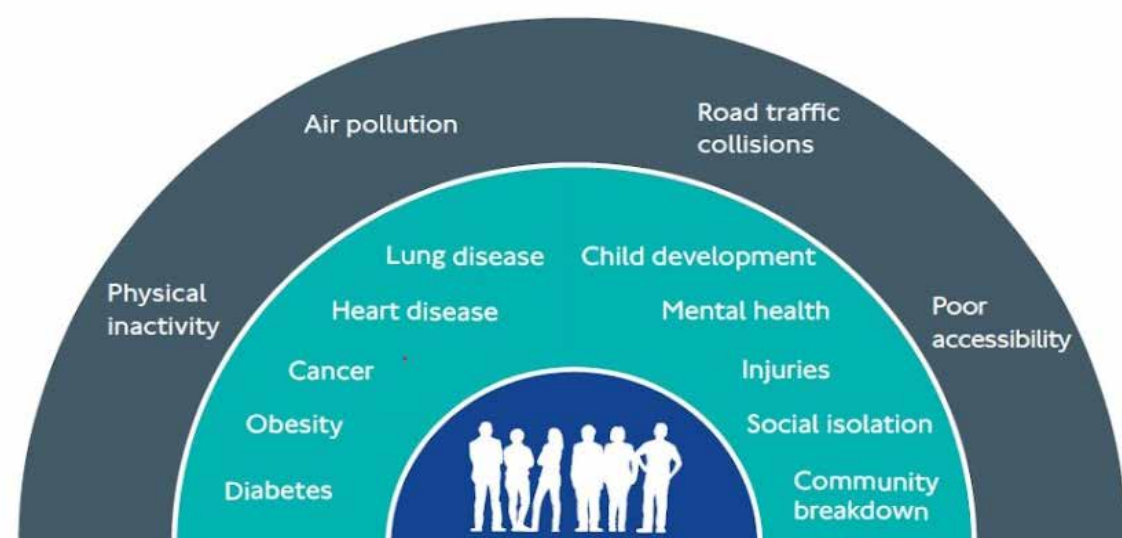 Air pollution
Road traffic
collisions
Physical
inactivity
Poor
accessibility
Lung disease
Heart disease
Cancer
Obesity
Diabetes
Child development
Mental health
Injuries
Social isolation
Community
breakdown